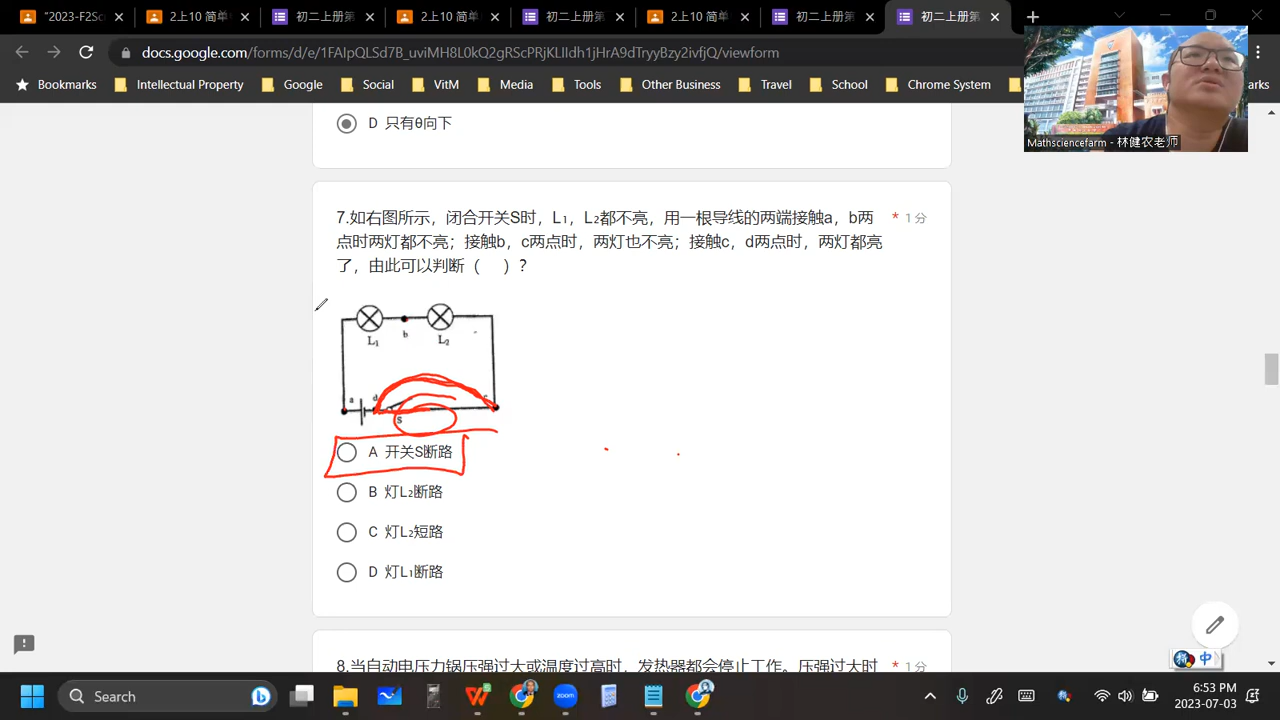 "2023-F2Sc
2上10 简单
初二上册第
2上10 简单
初二上册第
2上10 简单
初二上册第
初二上册第
Bookmarks
Intellectual Property
Google
Media
Tools
Other Business
Travel
School
Chrome System
Mathsciencefarm - 林健农老师
D 只有θ向下
7.如右图所示，闭合开关S时，L₁，L₂都不亮，用一根导线的两端接触a，b两
点时两灯都不亮；接触b，c两点时，两灯也不亮；接触c，d两点时，两灯都亮
了，由此可以判断（ ）？
* 1 分
L₁
b
L₂
a
d
c
S
A 开关S断路
B 灯L₂断路
C 灯L₂短路
D 灯L₁断路
8.当自动电压力锅压强过大或温度过高时，发热器都会停止工作。压强过大时
* 1 分
中
Search
6:53 PM
2023-07-03